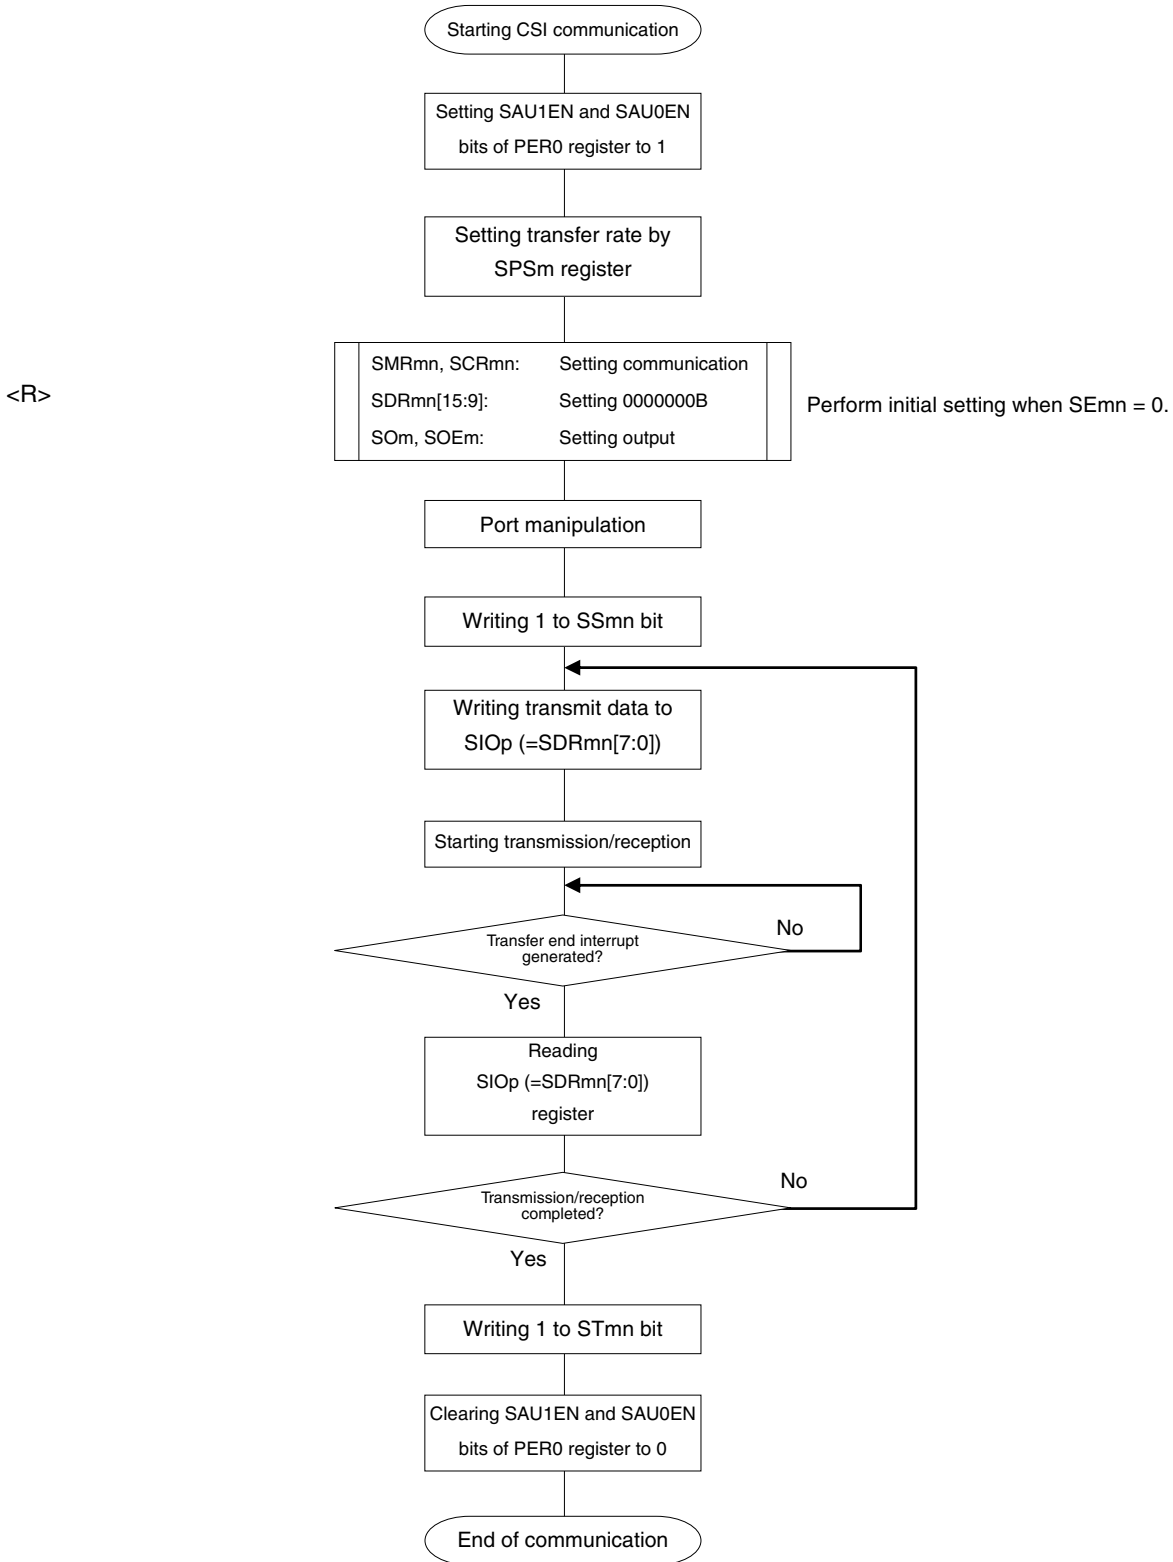 Starting CSI communication
Setting SAU1EN and SAU0EN
bits of PER0 register to 1
Setting transfer rate by
SPSm register
<R>
SMRmn, SCRmn: Setting communication
SDRmn[15:9]: Setting 0000000B
SOm, SOEm: Setting output
Perform initial setting when SEmn = 0.
Port manipulation
Writing 1 to SSmn bit
Writing transmit data to
SIOp (=SDRmn[7:0])
Starting transmission/reception
Transfer end interrupt
generated?
No
Yes
Reading
SIOp (=SDRmn[7:0])
register
Transmission/reception
completed?
No
Yes
Writing 1 to STmn bit
Clearing SAU1EN and SAU0EN
bits of PER0 register to 0
End of communication